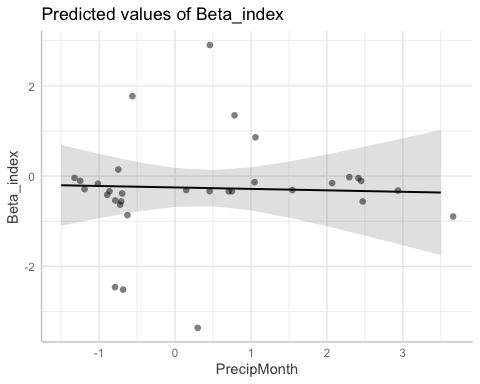 Predicted values of Beta_index
2
0
-2
Beta_index
-1
0
1
2
3
PrecipMonth